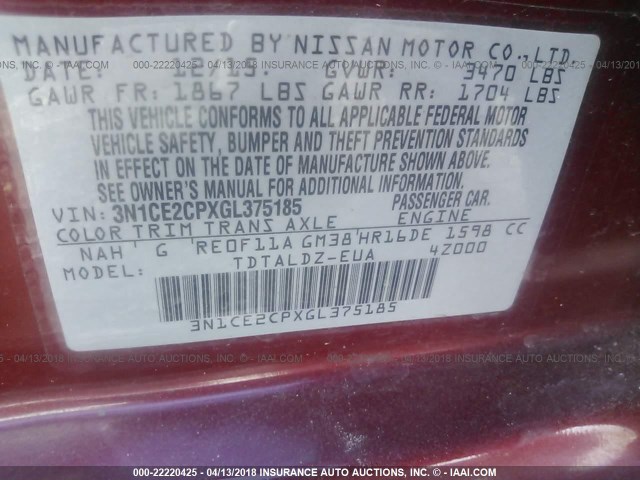 MANUFACTURED BY NISSAN MOTOR CO., LTD.
DATE: 12/15. GVWR: 3470 LBS
GAWR FR: 1867 LBS GAWR RR: 1704 LBS
THIS VEHICLE CONFORMS TO ALL APPLICABLE FEDERAL MOTOR
VEHICLE SAFETY, BUMPER AND THEFT PREVENTION STANDARDS
IN EFFECT ON THE DATE OF MANUFACTURE SHOWN ABOVE.
SEE OWNER'S MANUAL FOR ADDITIONAL INFORMATION.
VIN: 3N1CE2CPXGL375185 PASSENGER CAR.
COLOR TRIM TRANS AXLE ENGINE
NAH G RE0F11A GM38 HR16DE 1598 CC
MODEL: TDTALDZ-EUA 4Z000
3N1CE2CPXGL375185
000-22220425 - 04/13/2018 INSURANCE AUTO AUCTIONS, INC. - © - IAAI.COM